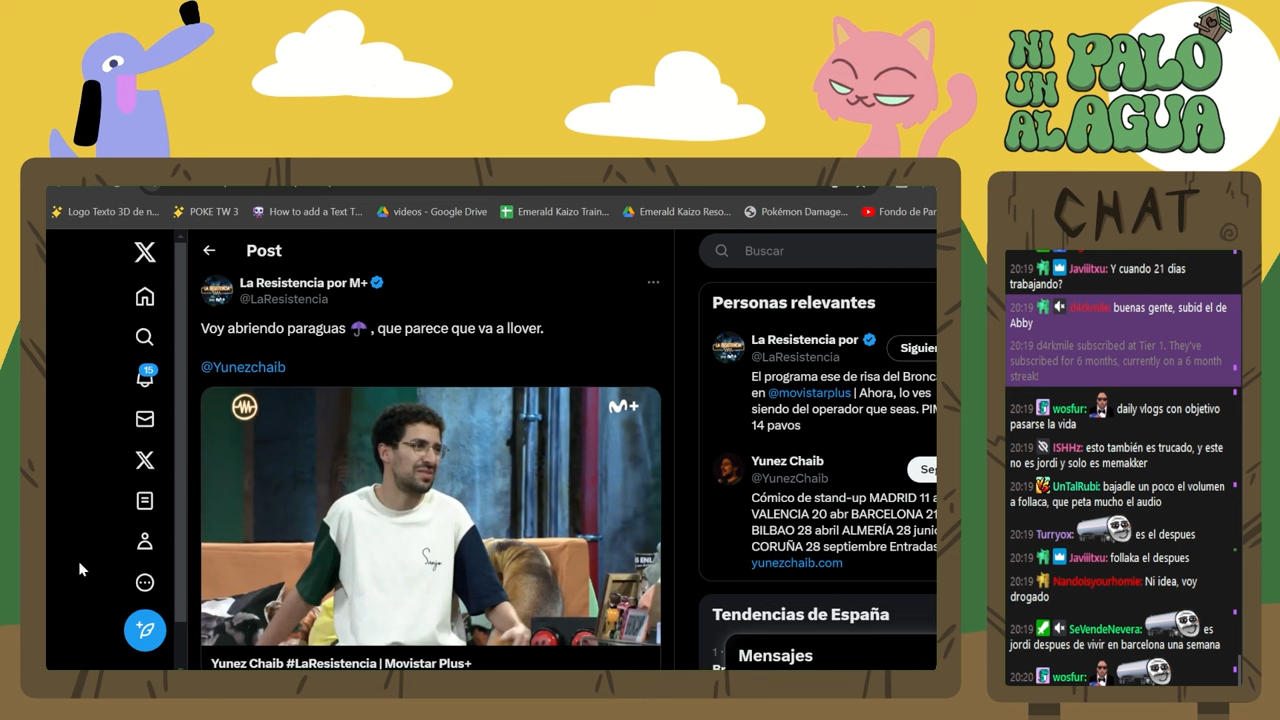 NI
UN
AL
PALO
AGUA
Logo Texto 3D de n...
POKE TW 3
How to add a Text T...
videos - Google Drive
Emerald Kaizo Train...
Emerald Kaizo Reso...
Pokémon Damage...
Fondo de Par
Post
La Resistencia por M+
@LaResistencia
Voy abriendo paraguas ☂, que parece que va a llover.
@Yunezchaib
M+
Sanjo
Yunez Chaib #LaResistencia | Movistar Plus+
15
Buscar
Personas relevantes
La Resistencia por
@LaResistencia
Siguien
El programa ese de risa del Bronc
en @movistarplus | Ahora, lo ves
siendo del operador que seas. PIM
14 pavos
Yunez Chaib
@YunezChaib
Se
Cómico de stand-up MADRID 11 a
VALENCIA 20 abr BARCELONA 21
BILBAO 28 abril ALMERÍA 28 junio
CORUÑA 28 septiembre Entradas
yunezchaib.com
Tendencias de España
1 ·
Mensajes
CHAT
20:19 Javiiitxu: Y cuando 21 dias
trabajando?
20:19 d4rkmile: buenas gente, subid el de
Abby
20:19 d4rkmile subscribed at Tier 1. They've
subscribed for 6 months, currently on a 6 month
streak!
20:19 wosfur: daily vlogs con objetivo
pasarse la vida
20:19 ISHHz: esto también es trucado, y este
no es jordi y solo es memakker
20:19 UnTalRubi: bajadle un poco el volumen
a follaca, que peta mucho el audio
20:19 Turryox: es el despues
20:19 Javiiitxu: follaka el despues
20:19 Nandoisyourhomie: Ni idea, voy
drogado
20:19 SeVendeNevera: es
jordi despues de vivir en barcelona una semana
20:20 wosfur: